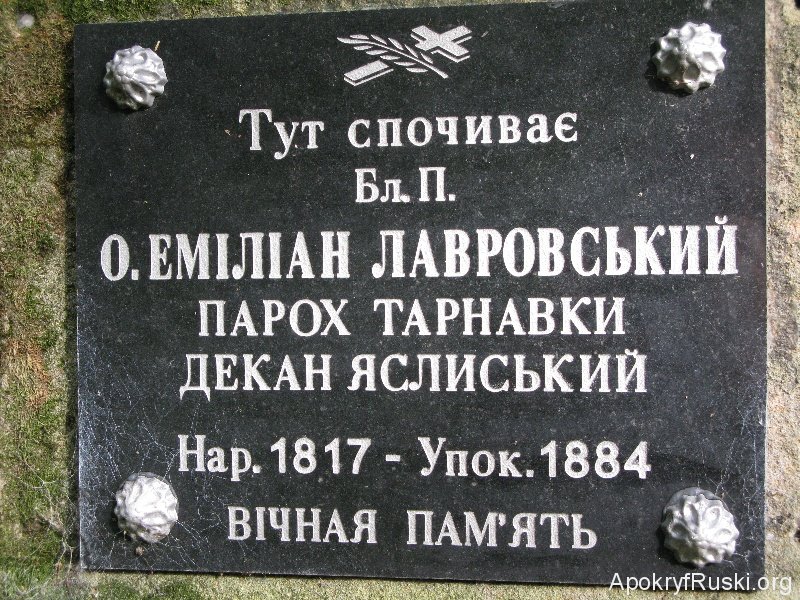 Тут спочиває
Бл. П.
О. ЕМІЛІАН ЛАВРОВСЬКИЙ
ПАРОХ ТАРНАВКИ
ДЕКАН ЯСЛИСЬКИЙ
Нар. 1817 - Упок. 1884
ВІЧНАЯ ПАМ'ЯТЬ
ApokryfRuski.org